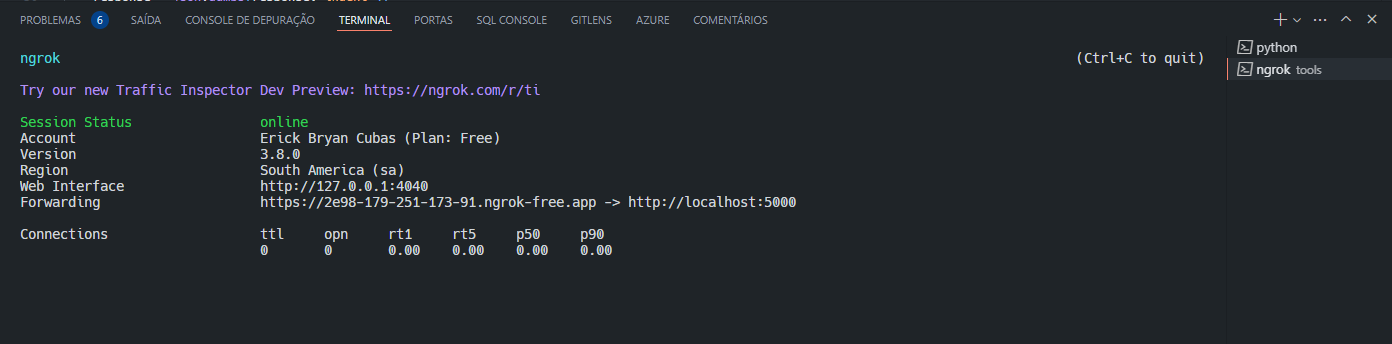 PROBLEMAS 6 SAÍDA CONSOLE DE DEPURAÇÃO TERMINAL PORTAS SQL CONSOLE GITLENS AZURE COMENTÁRIOS
ngrok (Ctrl+C to quit)
Try our new Traffic Inspector Dev Preview: https://ngrok.com/r/ti
Session Status online
Account Erick Bryan Cubas (Plan: Free)
Version 3.8.0
Region South America (sa)
Web Interface http://127.0.0.1:4040
Forwarding https://2e98-179-251-173-91.ngrok-free.app -> http://localhost:5000
Connections ttl opn rt1 rt5 p50 p90
0 0 0.00 0.00 0.00 0.00
python
ngrok tools